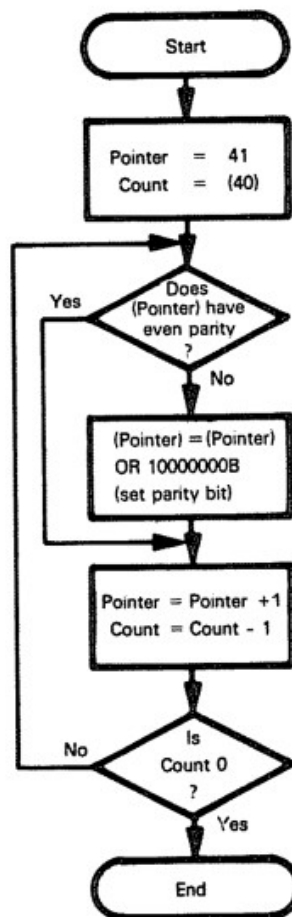 Start
Pointer = 41
Count = (40)
Yes
Does
(Pointer) have
even parity
?
No
(Pointer) = (Pointer)
OR 10000000B
(set parity bit)
Pointer = Pointer +1
Count = Count - 1
No
Is
Count 0
?
Yes
End